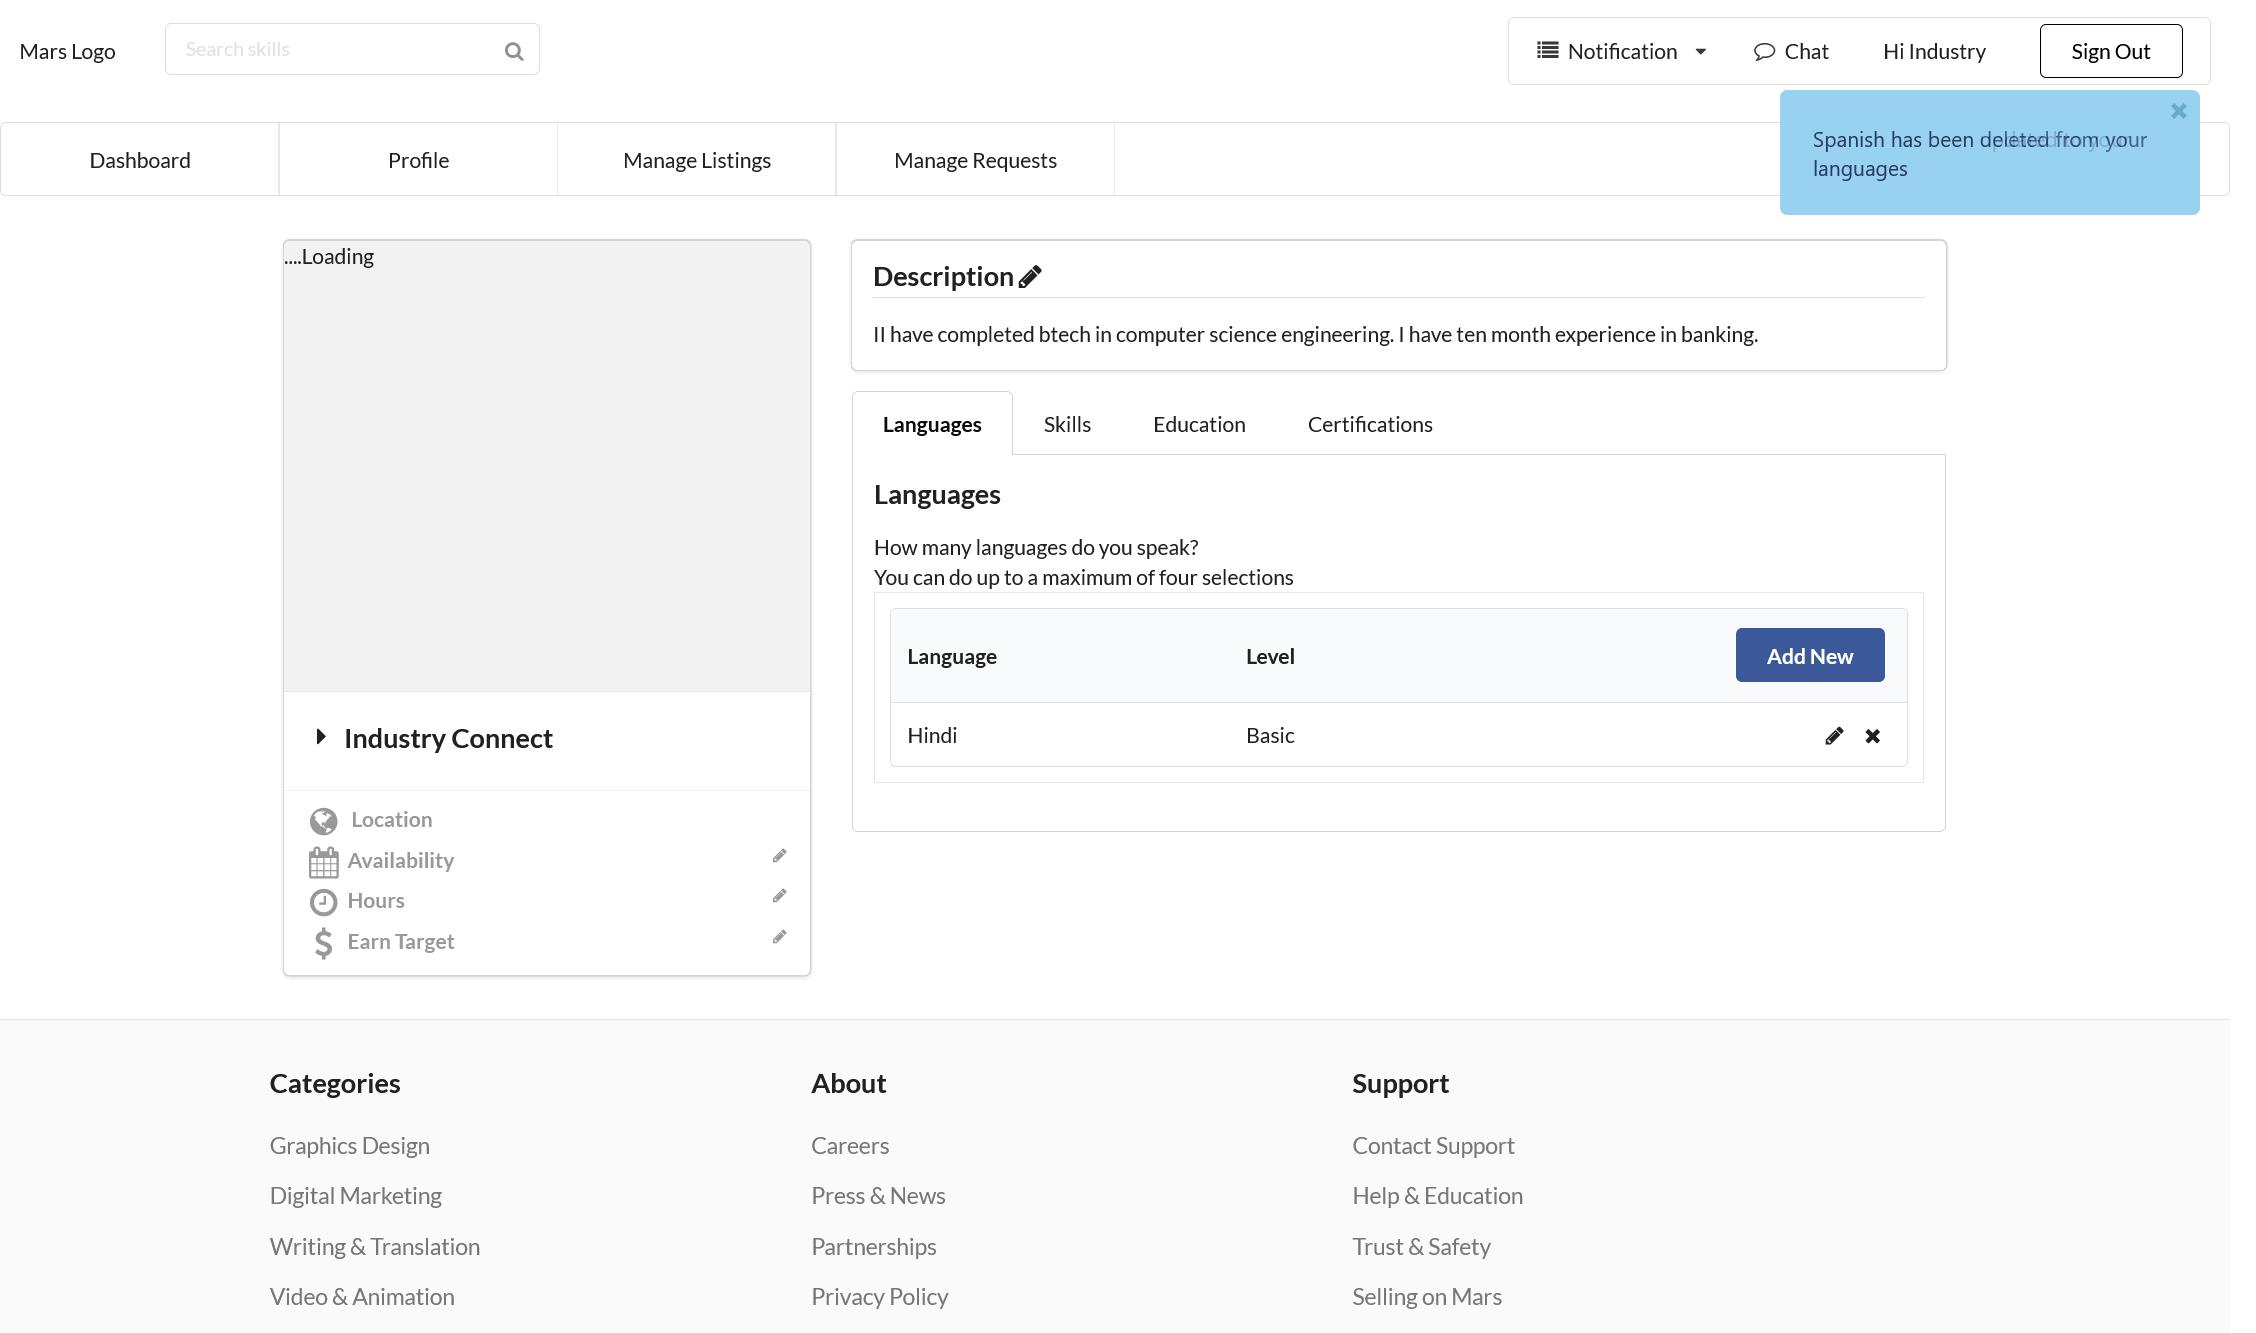 Mars Logo
Search skills
Notification
Chat
Hi Industry
Sign Out
Spanish has been deleted from your
languages
Dashboard
Profile
Manage Listings
Manage Requests
....Loading
Description
II have completed btech in computer science engineering. I have ten month experience in banking.
Languages
Skills
Education
Certifications
Languages
How many languages do you speak?
You can do up to a maximum of four selections
Language
Level
Add New
Hindi
Basic
Industry Connect
Location
Availability
Hours
Earn Target
Categories
About
Support
Graphics Design
Careers
Contact Support
Digital Marketing
Press & News
Help & Education
Writing & Translation
Partnerships
Trust & Safety
Video & Animation
Privacy Policy
Selling on Mars